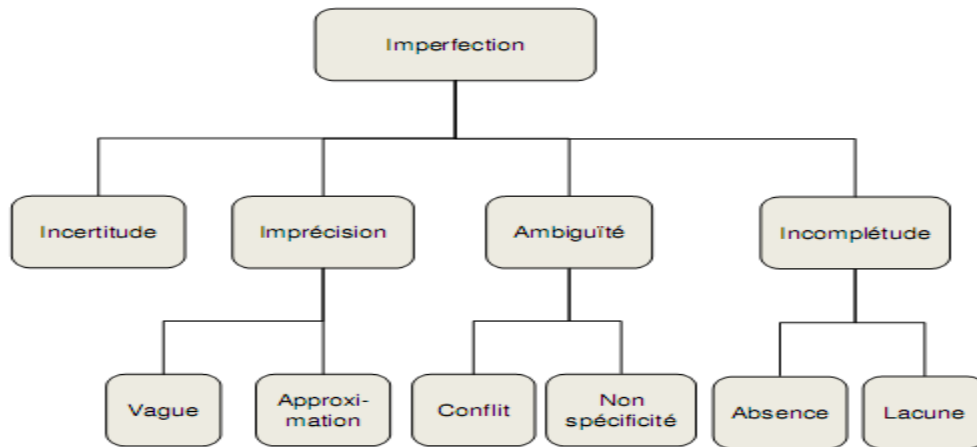 Imperfection
Incertitude
Imprécision
Ambiguïté
Incomplétude
Vague
Approxi-
mation
Conflit
Non
spécificité
Absence
Lacune